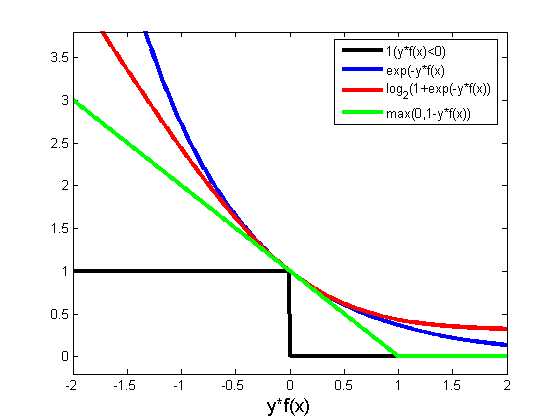 1(y*f(x)<0)
exp(-y*f(x)
log2(1+exp(-y*f(x))
max(0,1-y*f(x))
3.5
3
2.5
2
1.5
1
0.5
0
-2 -1.5 -1 -0.5 0 0.5 1 1.5 2
y*f(x)